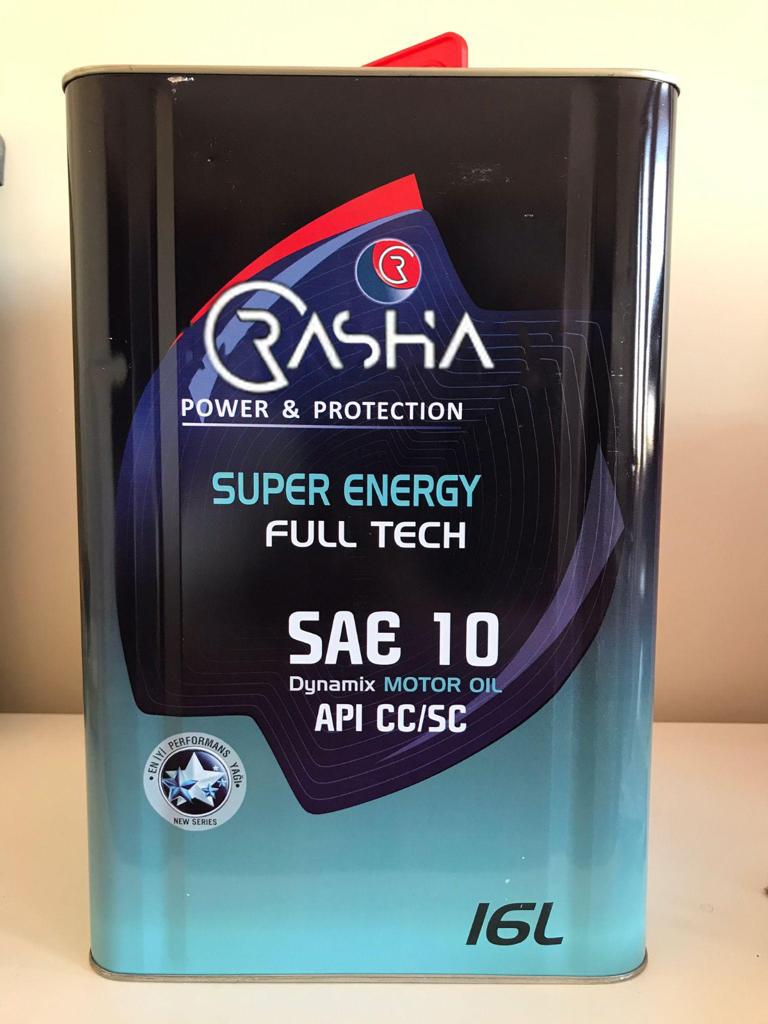 RASHA
POWER & PROTECTION
SUPER ENERGY
FULL TECH
SAE 10
Dynamix MOTOR OIL
API CC/SC
EN İYİ PERFORMANS YAĞI
NEW SERIES
16L